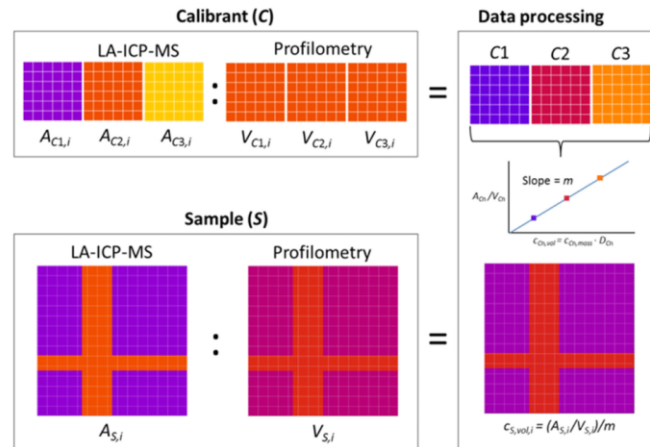 Calibrant (C)
LA-ICP-MS
Profilometry
:
=
A_C1,i
A_C2,i
A_C3,i
V_C1,i
V_C2,i
V_C3,i
Data processing
C1
C2
C3
Slope = m
A_Cn/V_Cn
c_Cn,vol = c_Cn,mass · D_Cn
Sample (S)
LA-ICP-MS
Profilometry
:
=
A_S,i
V_S,i
c_S,vol,i = (A_S,i/V_S,i)/m